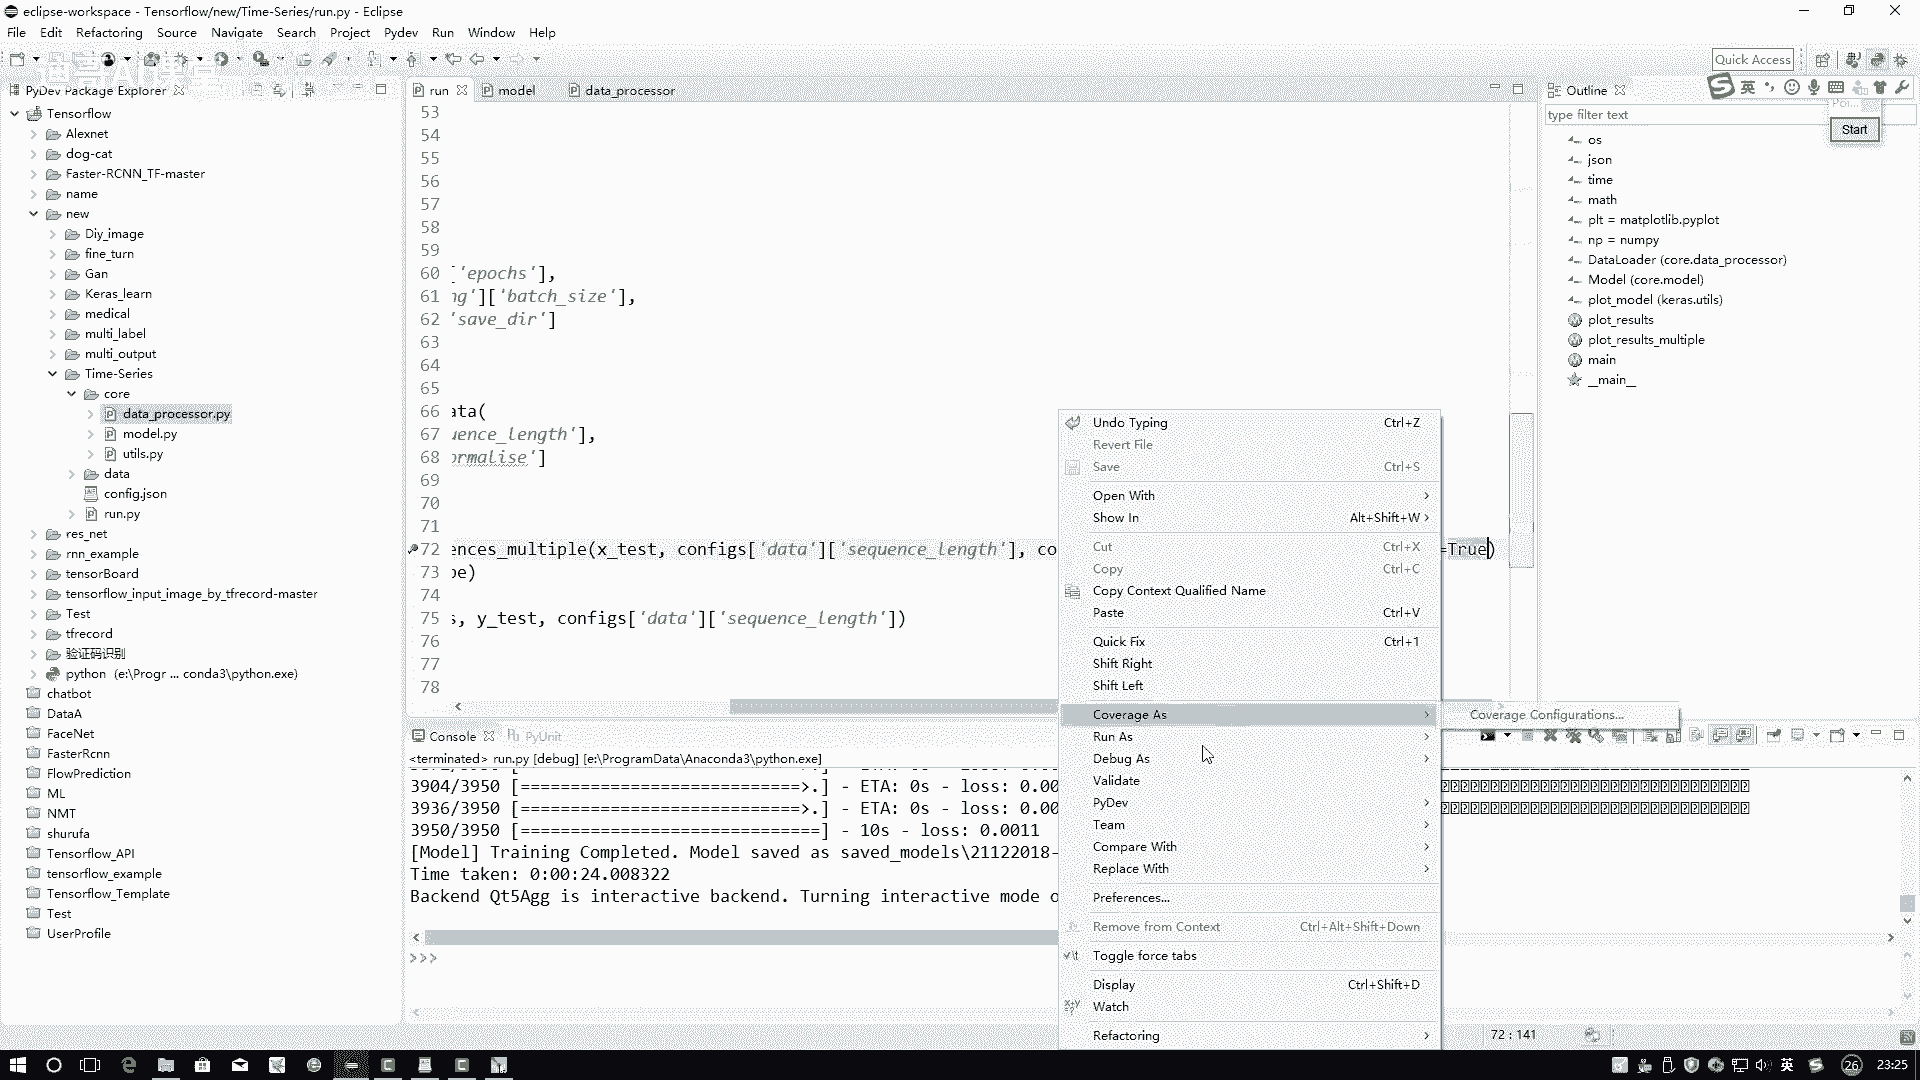 eclipse-workspace - Tensorflow/new/Time-Series/run.py - Eclipse
File Edit Refactoring Source Navigate Search Project Pydev Run Window Help
Quick Access
PyDev Package Explorer
run
model
data_processor
Outline
英
type filter text
Start
Tensorflow
Alexnet
dog-cat
Faster-RCNN_TF-master
name
new
Diy_image
fine_turn
Gan
Keras_learn
medical
multi_label
multi_output
Time-Series
core
data_processor.py
model.py
utils.py
data
config.json
run.py
res_net
rnn_example
tensorBoard
tensorflow_input_image_by_tfrecord-master
Test
tfrecord
验证码识别
python (e:\Progr ... conda3\python.exe)
chatbot
DataA
FaceNet
FasterRcnn
FlowPrediction
ML
NMT
shurufa
Tensorflow_API
tensorflow_example
Tensorflow_Template
Test
UserProfile
53
54
55
56
57
58
59
60 ['epochs'],
61 ng']['batch_size'],
62 'save_dir']
63
64
65
66 ata(
67 uence_length'],
68 ormalise']
69
70
71
72 ences_multiple(x_test, configs['data']['sequence_length'], co =True)
73 pe)
74
75 s, y_test, configs['data']['sequence_length'])
76
77
78
os
json
time
math
plt = matplotlib.pyplot
np = numpy
DataLoader (core.data_processor)
Model (core.model)
plot_model (keras.utils)
plot_results
plot_results_multiple
main
__main__
Undo Typing Ctrl+Z
Revert File
Save Ctrl+S
Open With
Show In Alt+Shift+W
Cut Ctrl+X
Copy Ctrl+C
Copy Context Qualified Name
Paste Ctrl+V
Quick Fix Ctrl+1
Shift Right
Shift Left
Coverage As
Coverage Configurations...
Run As
Debug As
Validate
PyDev
Team
Compare With
Replace With
Preferences...
Remove from Context Ctrl+Alt+Shift+Down
Toggle force tabs
Display Ctrl+Shift+D
Watch
Refactoring
Console
PyUnit
<terminated> run.py [debug] [e:\ProgramData\Anaconda3\python.exe]
3904/3950 [============================>.] - ETA: 0s - loss: 0.00
3936/3950 [============================>.] - ETA: 0s - loss: 0.00
3950/3950 [==============================] - 10s - loss: 0.0011
[Model] Training Completed. Model saved as saved_models\21122018-
Time taken: 0:00:24.008322
Backend Qt5Agg is interactive backend. Turning interactive mode o
>>>
72 : 141
英
26
23:25